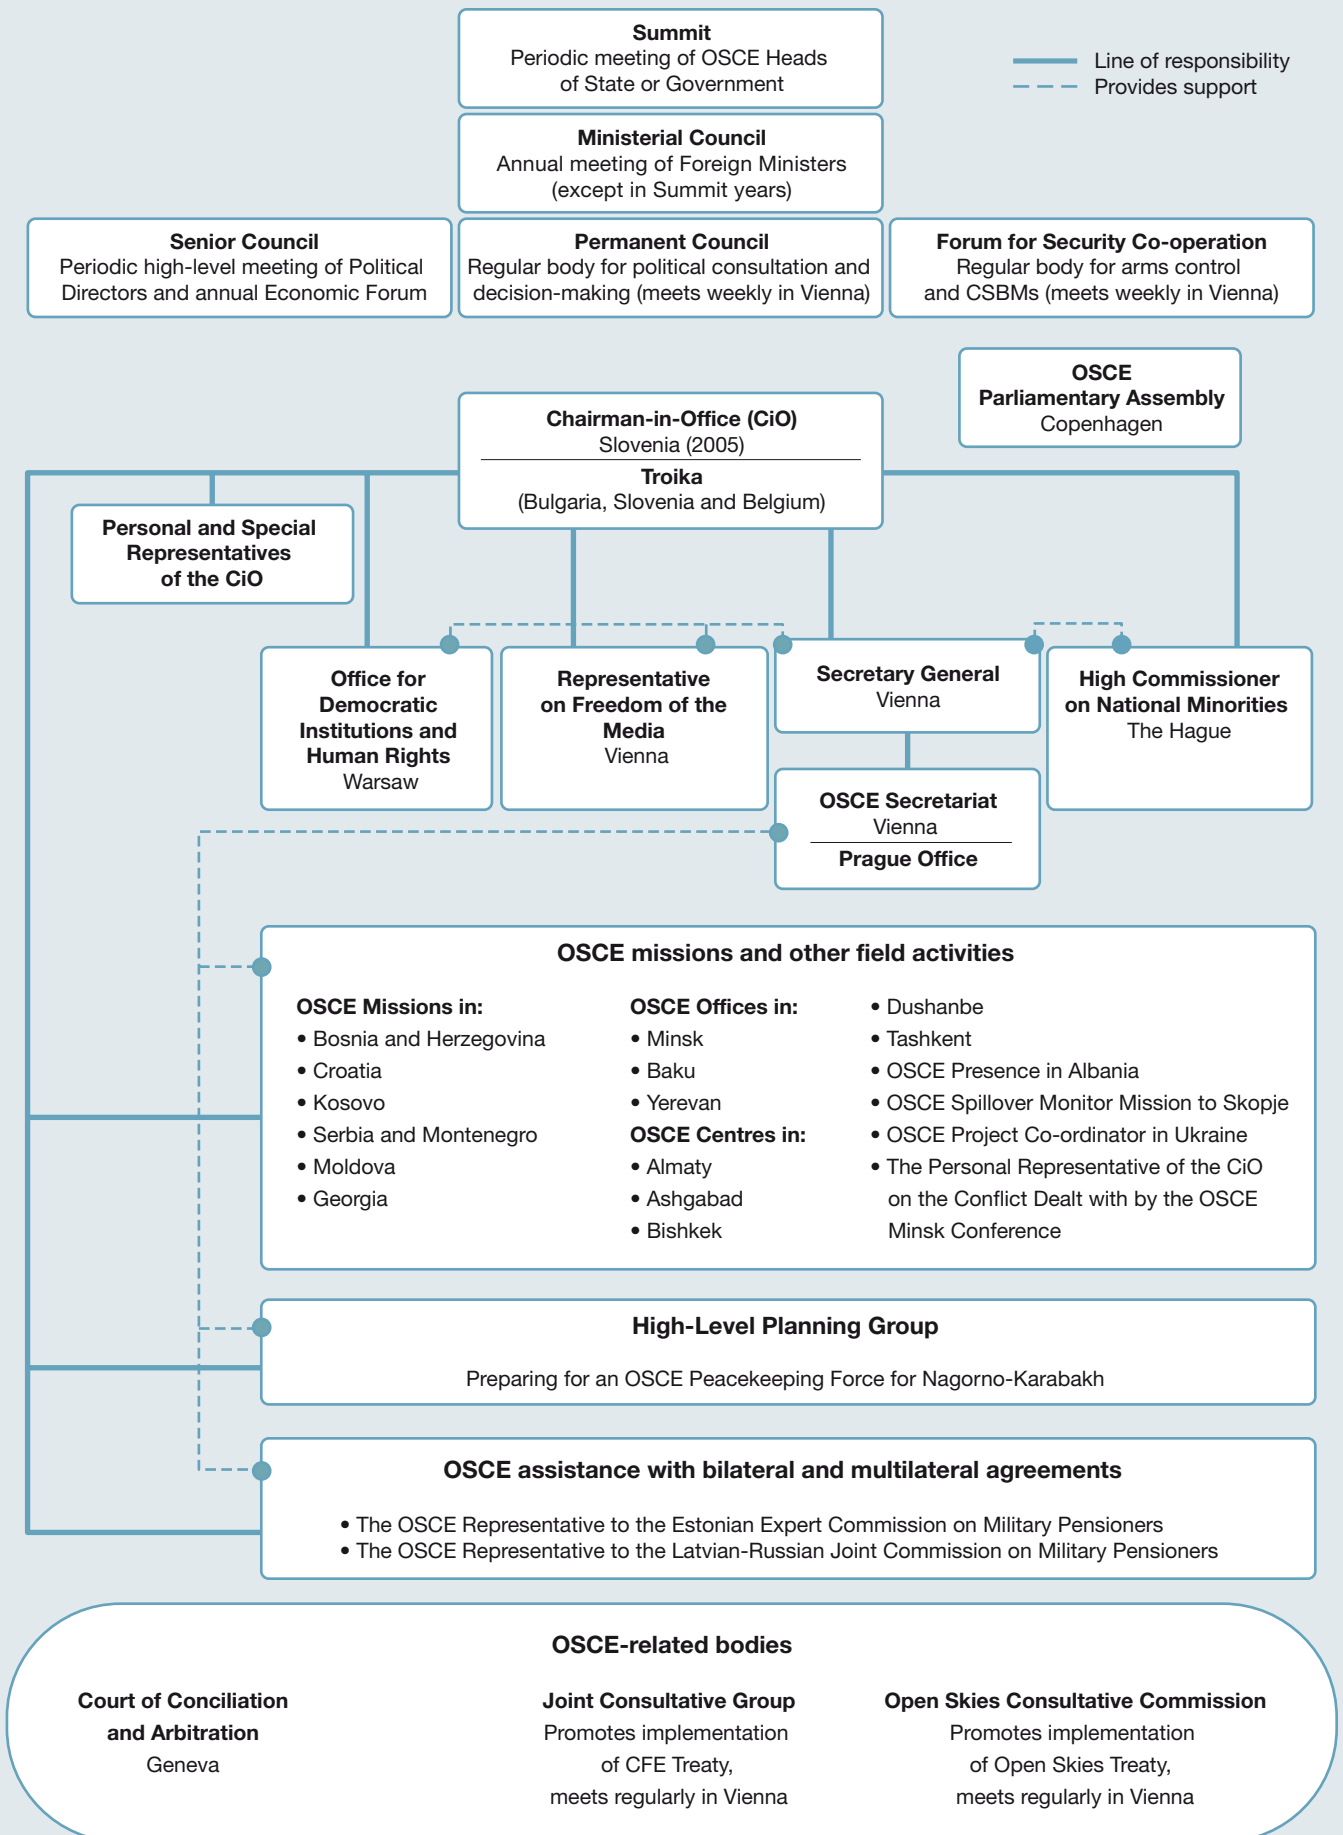 Summit
Periodic meeting of OSCE Heads
of State or Government
Line of responsibility
Provides support
Ministerial Council
Annual meeting of Foreign Ministers
(except in Summit years)
Senior Council
Periodic high-level meeting of Political
Directors and annual Economic Forum
Permanent Council
Regular body for political consultation and
decision-making (meets weekly in Vienna)
Forum for Security Co-operation
Regular body for arms control
and CSBMs (meets weekly in Vienna)
OSCE
Parliamentary Assembly
Copenhagen
Chairman-in-Office (CiO)
Slovenia (2005)
Troika
(Bulgaria, Slovenia and Belgium)
Personal and Special
Representatives
of the CiO
Office for
Democratic
Institutions and
Human Rights
Warsaw
Representative
on Freedom of the
Media
Vienna
Secretary General
Vienna
High Commissioner
on National Minorities
The Hague
OSCE Secretariat
Vienna
Prague Office
OSCE missions and other field activities
OSCE Missions in:
• Bosnia and Herzegovina
• Croatia
• Kosovo
• Serbia and Montenegro
• Moldova
• Georgia
OSCE Offices in:
• Minsk
• Baku
• Yerevan
OSCE Centres in:
• Almaty
• Ashgabad
• Bishkek
• Dushanbe
• Tashkent
• OSCE Presence in Albania
• OSCE Spillover Monitor Mission to Skopje
• OSCE Project Co-ordinator in Ukraine
• The Personal Representative of the CiO
on the Conflict Dealt with by the OSCE
Minsk Conference
High-Level Planning Group
Preparing for an OSCE Peacekeeping Force for Nagorno-Karabakh
OSCE assistance with bilateral and multilateral agreements
• The OSCE Representative to the Estonian Expert Commission on Military Pensioners
• The OSCE Representative to the Latvian-Russian Joint Commission on Military Pensioners
OSCE-related bodies
Court of Conciliation
and Arbitration
Geneva
Joint Consultative Group
Promotes implementation
of CFE Treaty,
meets regularly in Vienna
Open Skies Consultative Commission
Promotes implementation
of Open Skies Treaty,
meets regularly in Vienna